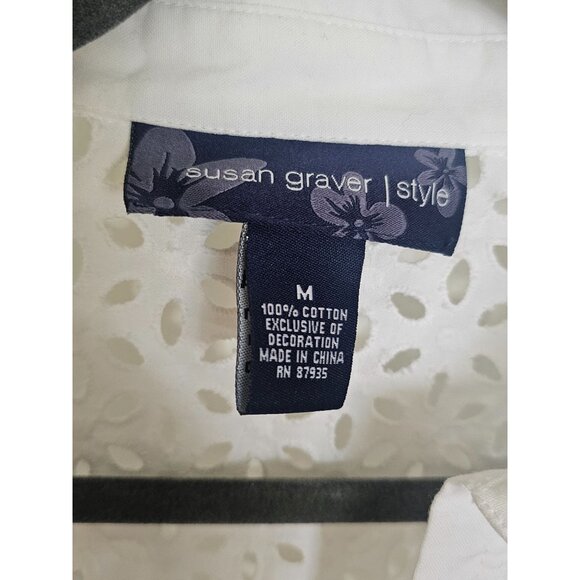 susan graver | style
M
100% COTTON
EXCLUSIVE OF
DECORATION
MADE IN CHINA
RN 87935